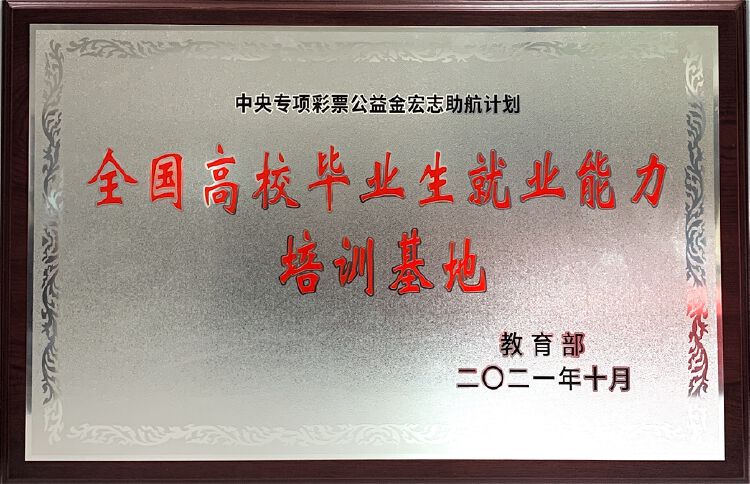 中央专项彩票公益金宏志助航计划
全国高校毕业生就业能力
培训基地
教育部
二〇二一年十月